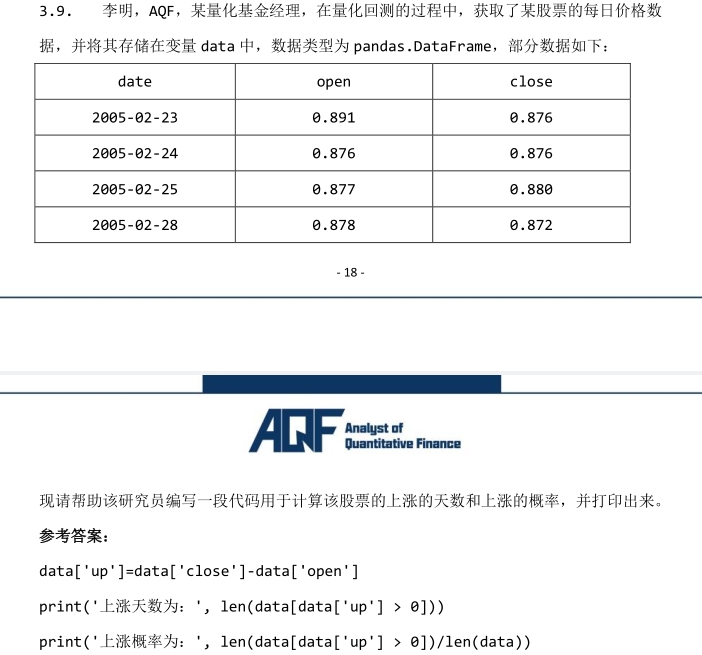 3.9. 李明，AQF，某量化基金经理，在量化回测的过程中，获取了某股票的每日价格数
据，并将其存储在变量 data 中，数据类型为 pandas.DataFrame，部分数据如下：
date open close
2005-02-23 0.891 0.876
2005-02-24 0.876 0.876
2005-02-25 0.877 0.880
2005-02-28 0.878 0.872
- 18 -
AQF Analyst of
Quantitative Finance
现请帮助该研究员编写一段代码用于计算该股票的上涨的天数和上涨的概率，并打印出来。
参考答案：
data['up']=data['close']-data['open']
print('上涨天数为：', len(data[data['up'] > 0]))
print('上涨概率为：', len(data[data['up'] > 0])/len(data))